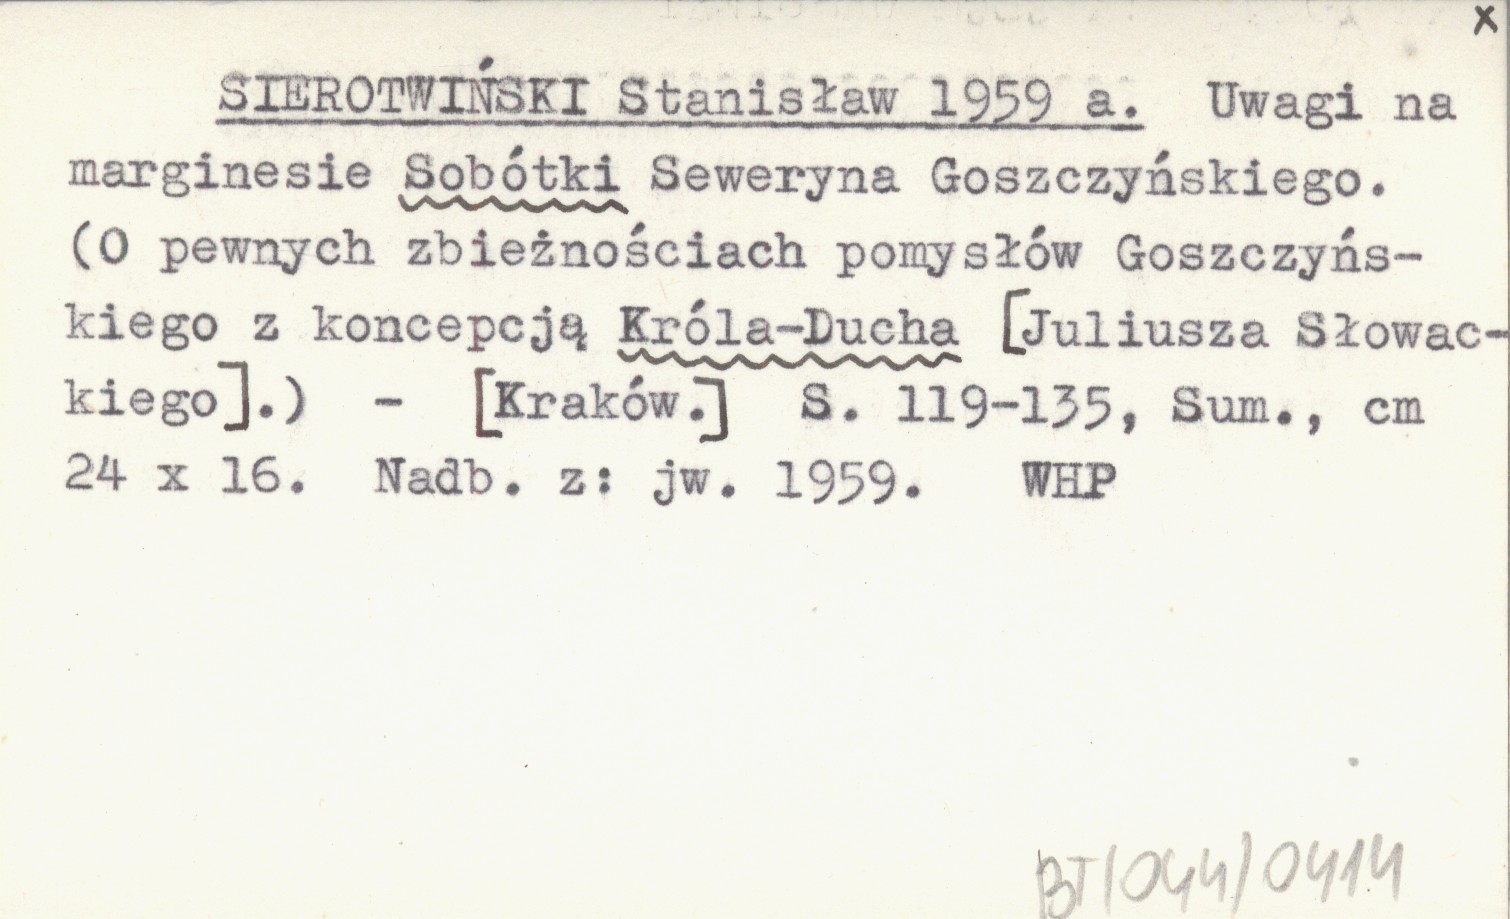 x
SIEROTWIŃSKI Stanisław 1959 a. Uwagi na
marginesie Sobótki Seweryna Goszczyńskiego.
(O pewnych zbieżnościach pomysłów Goszczyńs-
kiego z koncepcją Króla-Ducha [Juliusza Słowac-
kiego].) - [Kraków.] S. 119-135, Sum., cm
24 x 16. Nadb. z: jw. 1959. WHP
BT/044/0414